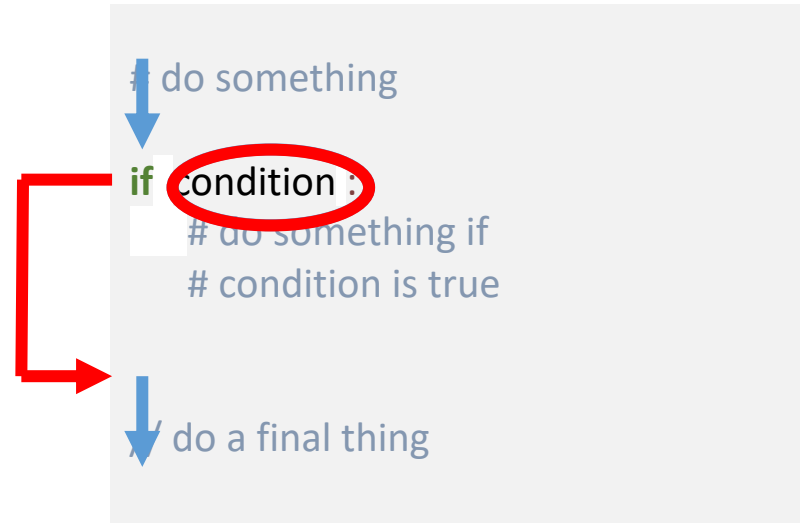 # do something
if condition :
# do something if
# condition is true
// do a final thing